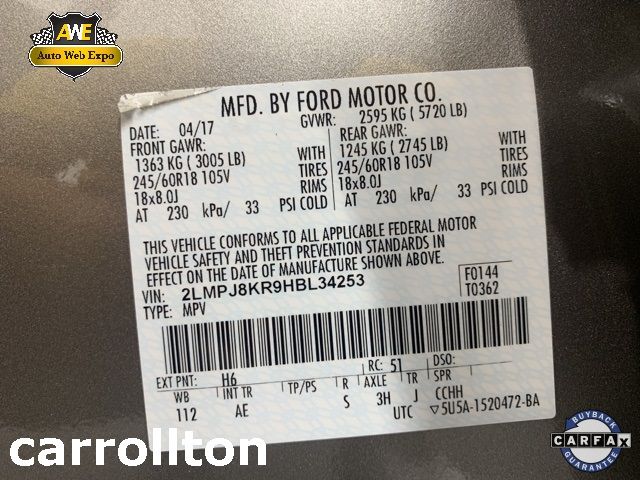 AWE
Auto Web Expo
MFD. BY FORD MOTOR CO.
DATE: 04/17 GVWR: 2595 KG ( 5720 LB)
FRONT GAWR: REAR GAWR:
1363 KG ( 3005 LB) WITH 1245 KG ( 2745 LB) WITH
245/60R18 105V TIRES 245/60R18 105V TIRES
18x8.0J RIMS 18x8.0J RIMS
AT 230 kPa/ 33 PSI COLD AT 230 kPa/ 33 PSI COLD
THIS VEHICLE CONFORMS TO ALL APPLICABLE FEDERAL MOTOR
VEHICLE SAFETY AND THEFT PREVENTION STANDARDS IN
EFFECT ON THE DATE OF MANUFACTURE SHOWN ABOVE.
VIN: 2LMPJ8KR9HBL34253 F0144
TYPE: MPV T0362
EXT PNT: H6 RC: 51 DSO:
WB INT TR TP/PS R AXLE TR SPR
112 AE S 3H J CCHH
UTC ▽5U5A-1520472-BA
carrollton
BUYBACK
CARFAX
GUARANTEE